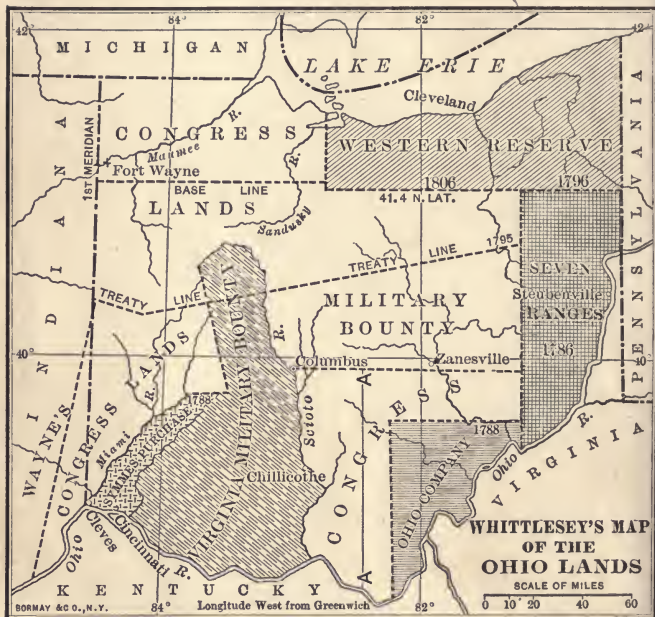 84°
82°
42°
42°
MICHIGAN
LAKE ERIE
Cleveland
CONGRESS
LANDS
Maumee R.
Fort Wayne
1ST MERIDIAN
BASE LINE
Sandusky R.
WESTERN RESERVE
1806
1796
41.4 N. LAT.
PENNSYLVANIA
INDIANA
TREATY LINE
TREATY LINE 1795
SEVEN
Steubenville
RANGES
1786
MILITARY
BOUNTY
40°
40°
Columbus
Zanesville
CONGRESS LANDS
WAYNE'S
Miami R.
SYMMES PURCHASE
1788
VIRGINIA MILITARY BOUNTY
Scioto R.
Chillicothe
CONGRESS
A
A
1788
OHIO COMPANY
Ohio R.
VIRGINIA
Ohio R.
Cleves
Cincinnati
KENTUCKY
84°
82°
Longitude West from Greenwich
BORMAY & CO., N.Y.
WHITTLESEY'S MAP
OF THE
OHIO LANDS
SCALE OF MILES
0 10 20 40 60